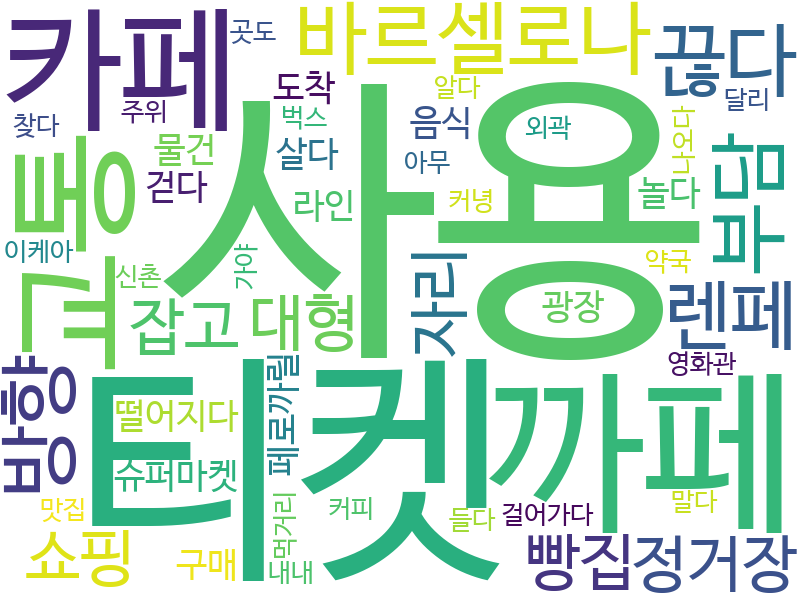 카페
곳도
바르셀로나
끊다
찾다
주위
도착
벅스
알다
달리
물건
살다
음식
외곽
걷다
아무
나오다
부담
교통
사용
라인
커녕
놀다
이케아
신촌
가야
자리
약국
잡고
대형
광장
렌페
방향
티켓
까페
페로까릴
영화관
떨어지다
슈퍼마켓
맛집
먹거리
커피
들다
걸어가다
말다
쇼핑
구매
내내
빵집
정거장